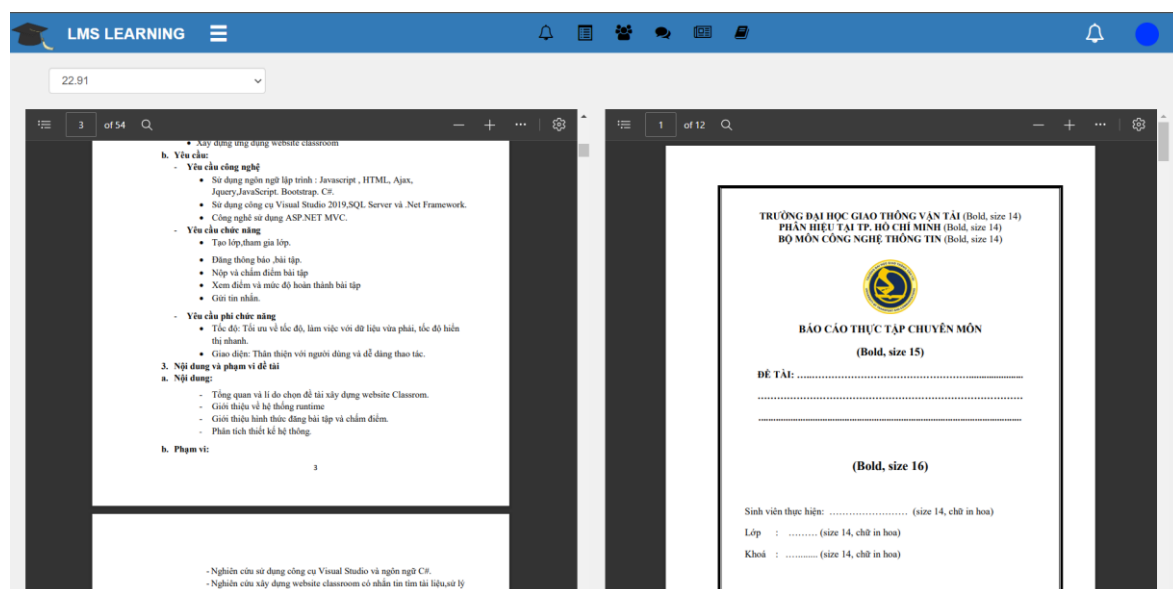 LMS LEARNING
22.91
3 of 54
Xây dựng ứng dụng website classroom
b. Yêu cầu:
- Yêu cầu công nghệ
• Sử dụng ngôn ngữ lập trình : Javascript , HTML, Ajax,
Jquery,JavaScript. Bootstrap. C#.
• Sử dụng công cụ Visual Studio 2019,SQL Server và .Net Framework.
• Công nghê sử dụng ASP.NET MVC.
- Yêu cầu chức năng
• Tạo lớp,tham gia lớp.
• Đăng thông báo ,bài tập.
• Nộp và chấm điểm bài tập
• Xem điểm và mức độ hoàn thành bài tập
• Gửi tin nhắn.
- Yêu cầu phi chức năng
• Tốc độ: Tối ưu về tốc độ, làm việc với dữ liệu vừa phải, tốc độ hiển
thị nhanh.
• Giao diện: Thân thiện với người dùng và dễ dàng thao tác.
3. Nội dung và phạm vi đề tài
a. Nội dung:
- Tổng quan và lí do chọn đề tài xây dựng website Classrom.
- Giới thiệu về hệ thống runtime
- Giới thiệu hình thức đăng bài tập và chấm điểm.
- Phân tích thiết kế hệ thống.
b. Phạm vi:
3
- Nghiên cứu sử dụng công cụ Visual Studio và ngôn ngữ C#.
- Nghiên cứu xây dựng website classroom có nhắn tin tìm tài liệu,sử lý
1 of 12
TRƯỜNG ĐẠI HỌC GIAO THÔNG VẬN TẢI (Bold, size 14)
PHÂN HIỆU TẠI TP. HỒ CHÍ MINH (Bold, size 14)
BỘ MÔN CÔNG NGHỆ THÔNG TIN (Bold, size 14)
BÁO CÁO THỰC TẬP CHUYÊN MÔN
(Bold, size 15)
ĐỀ TÀI: ................................................................
................................................................
................................................................
(Bold, size 16)
Sinh viên thực hiện: ........................ (size 14, chữ in hoa)
Lớp : ......... (size 14, chữ in hoa)
Khoá : ............ (size 14, chữ in hoa)